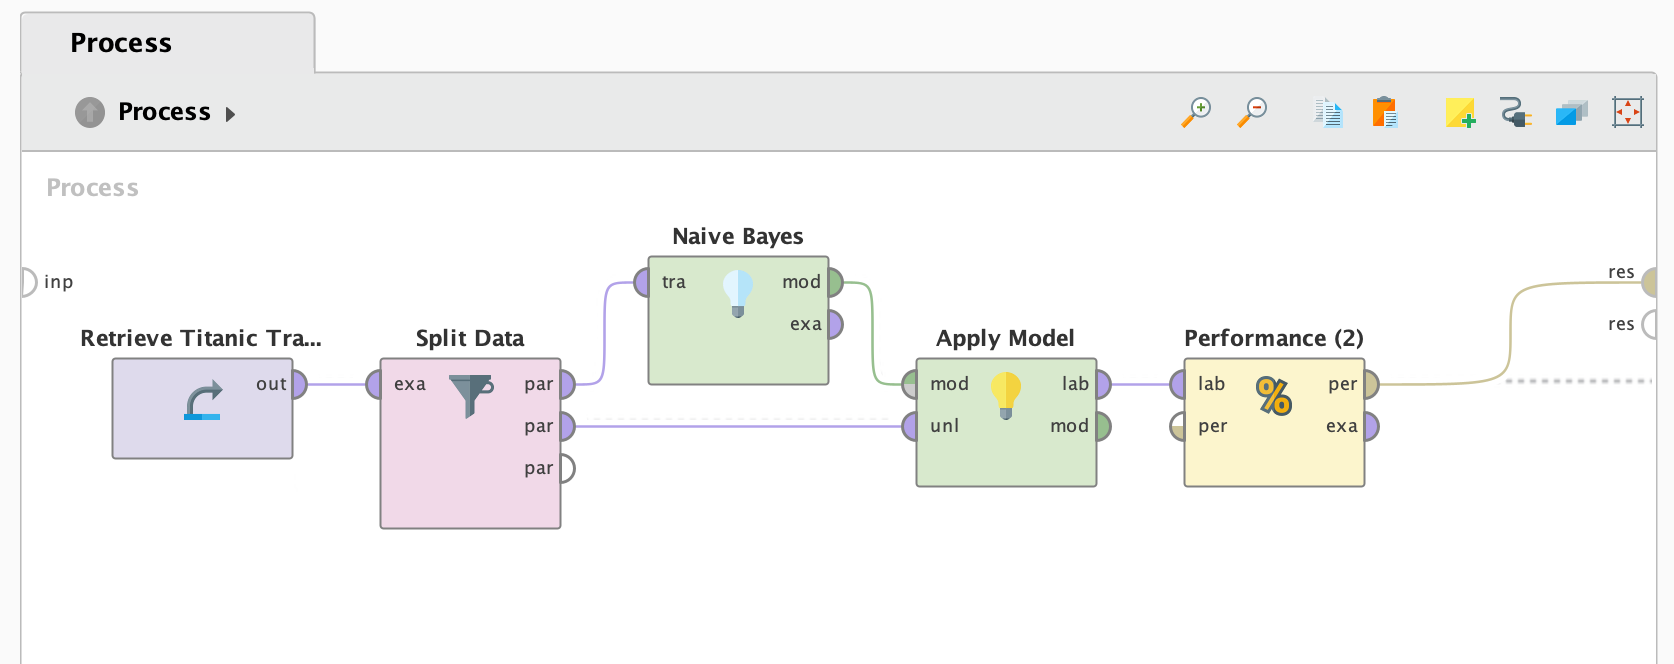 Process
Process
Process
Naive Bayes
inp
tra
mod
res
exa
res
Retrieve Titanic Tra...
Split Data
Apply Model
Performance (2)
out
exa
par
mod
lab
lab
per
par
unl
mod
per
exa
par
%